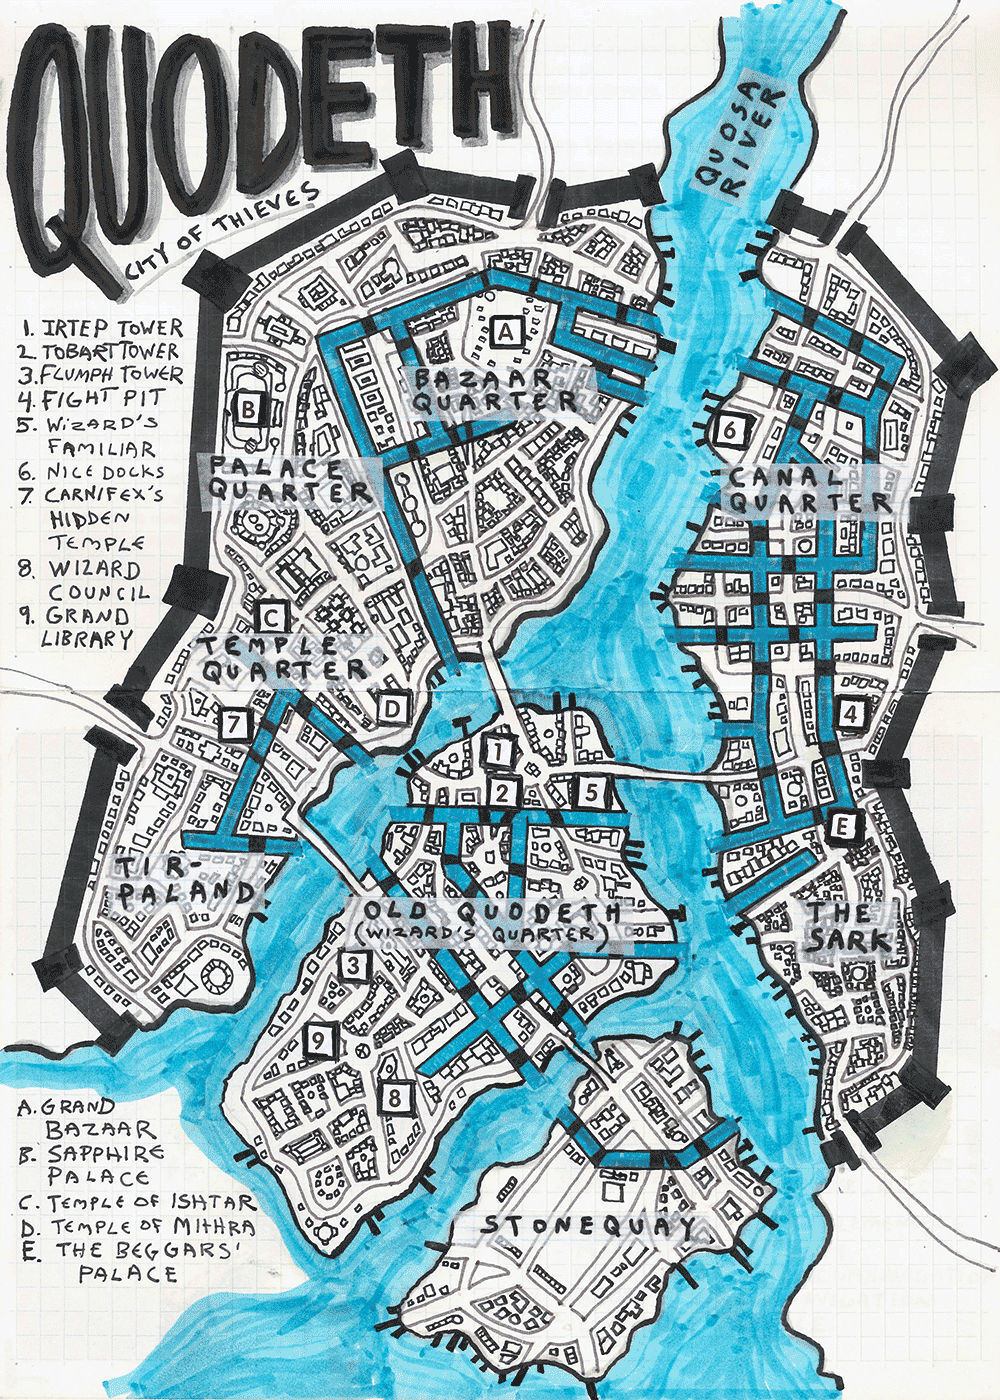 QUODETH
CITY OF THIEVES
QUOSA
RIVER
1. IRTEP TOWER
2. TOBART TOWER
3. FLUMPH TOWER
4. FIGHT PIT
5. WIZARD'S
FAMILIAR
6. NICE DOCKS
7. CARNIFEX'S
HIDDEN
TEMPLE
8. WIZARD
COUNCIL
9. GRAND
LIBRARY
A
BAZAAR
QUARTER
B
6
PALACE
QUARTER
CANAL
QUARTER
C
TEMPLE
QUARTER
D
7
4
1
2
5
E
TIR-
PALAND
OLD QUODETH
(WIZARD'S QUARTER)
THE
SARK
3
9
8
STONEQUAY
A. GRAND
BAZAAR
B. SAPPHIRE
PALACE
C. TEMPLE OF ISHTAR
D. TEMPLE OF MITHRA
E. THE BEGGARS'
PALACE